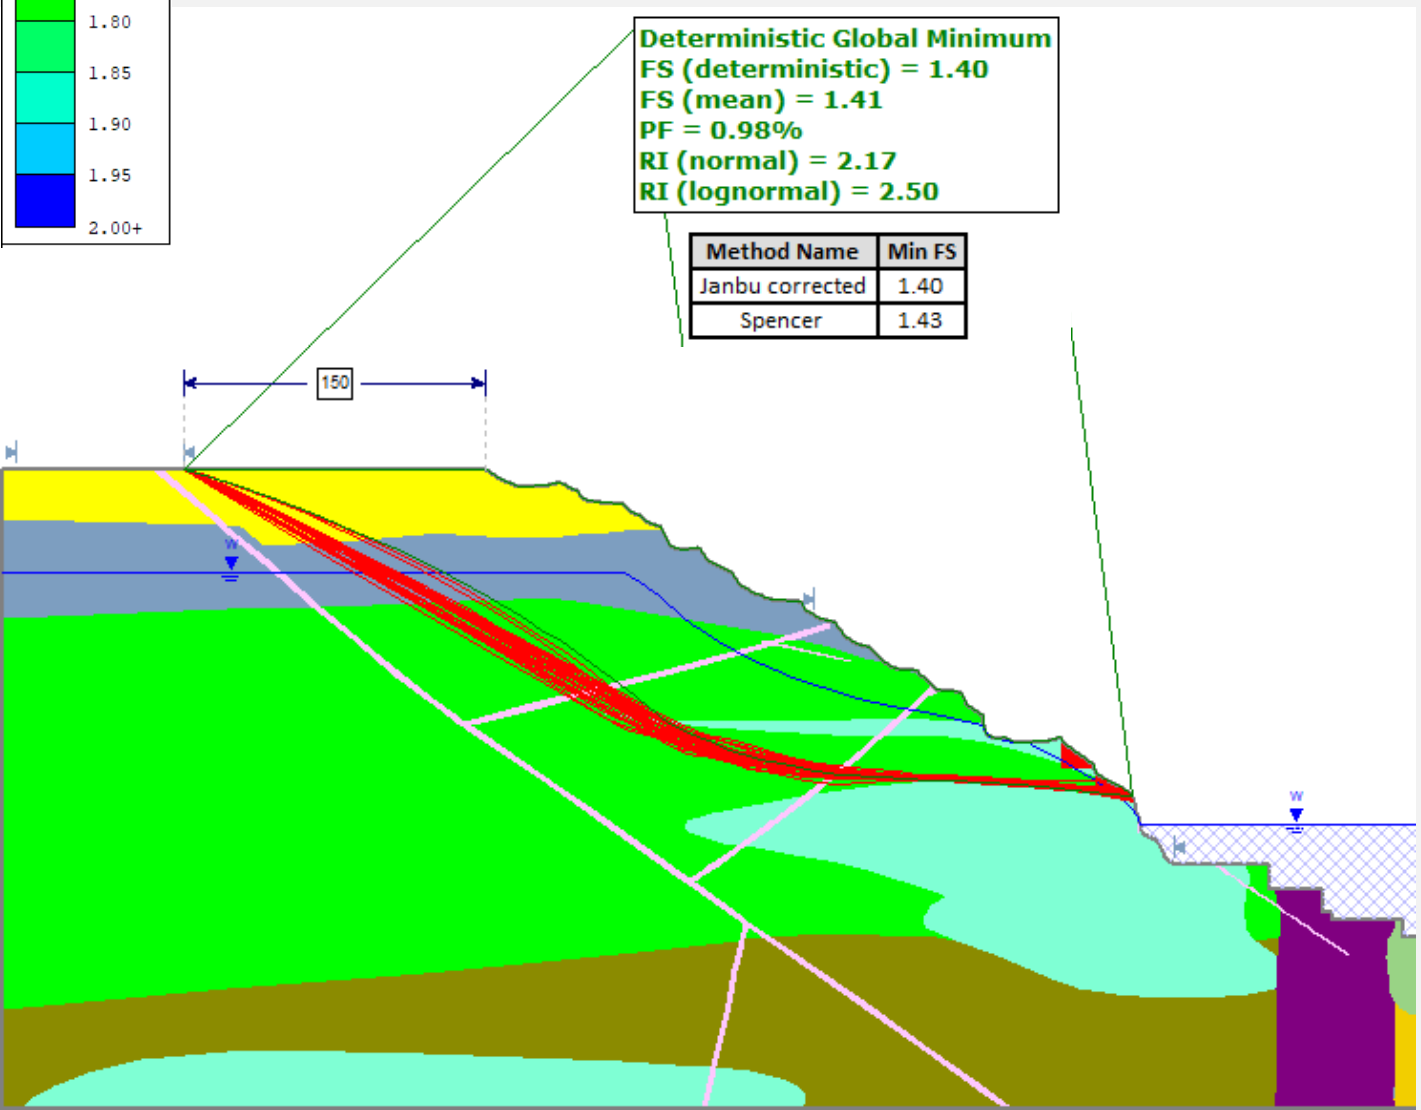 1.80
1.85
1.90
1.95
2.00+
Deterministic Global Minimum
FS (deterministic) = 1.40
FS (mean) = 1.41
PF = 0.98%
RI (normal) = 2.17
RI (lognormal) = 2.50
Method Name Min FS
Janbu corrected 1.40
Spencer 1.43
150
W
W